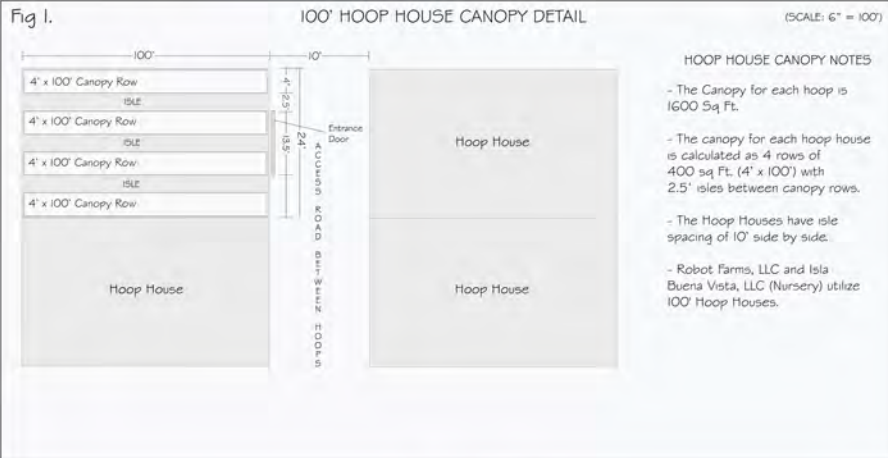 Fig 1.
100' HOOP HOUSE CANOPY DETAIL
(SCALE: 6" = 100')
100'
10'
4' x 100' Canopy Row
ISLE
4' x 100' Canopy Row
ISLE
4' x 100' Canopy Row
ISLE
4' x 100' Canopy Row
4'
2.5'
13.5'
24'
Entrance
Door
ACCESS ROAD BETWEEN HOOPS
Hoop House
Hoop House
Hoop House
HOOP HOUSE CANOPY NOTES
- The Canopy for each hoop is
1600 Sq Ft.
- The canopy for each hoop house
is calculated as 4 rows of
400 sq Ft. (4' x 100') with
2.5' isles between canopy rows.
- The Hoop Houses have isle
spacing of 10' side by side.
- Robot Farms, LLC and Isla
Buena Vista, LLC (Nursery) utilize
100' Hoop Houses.